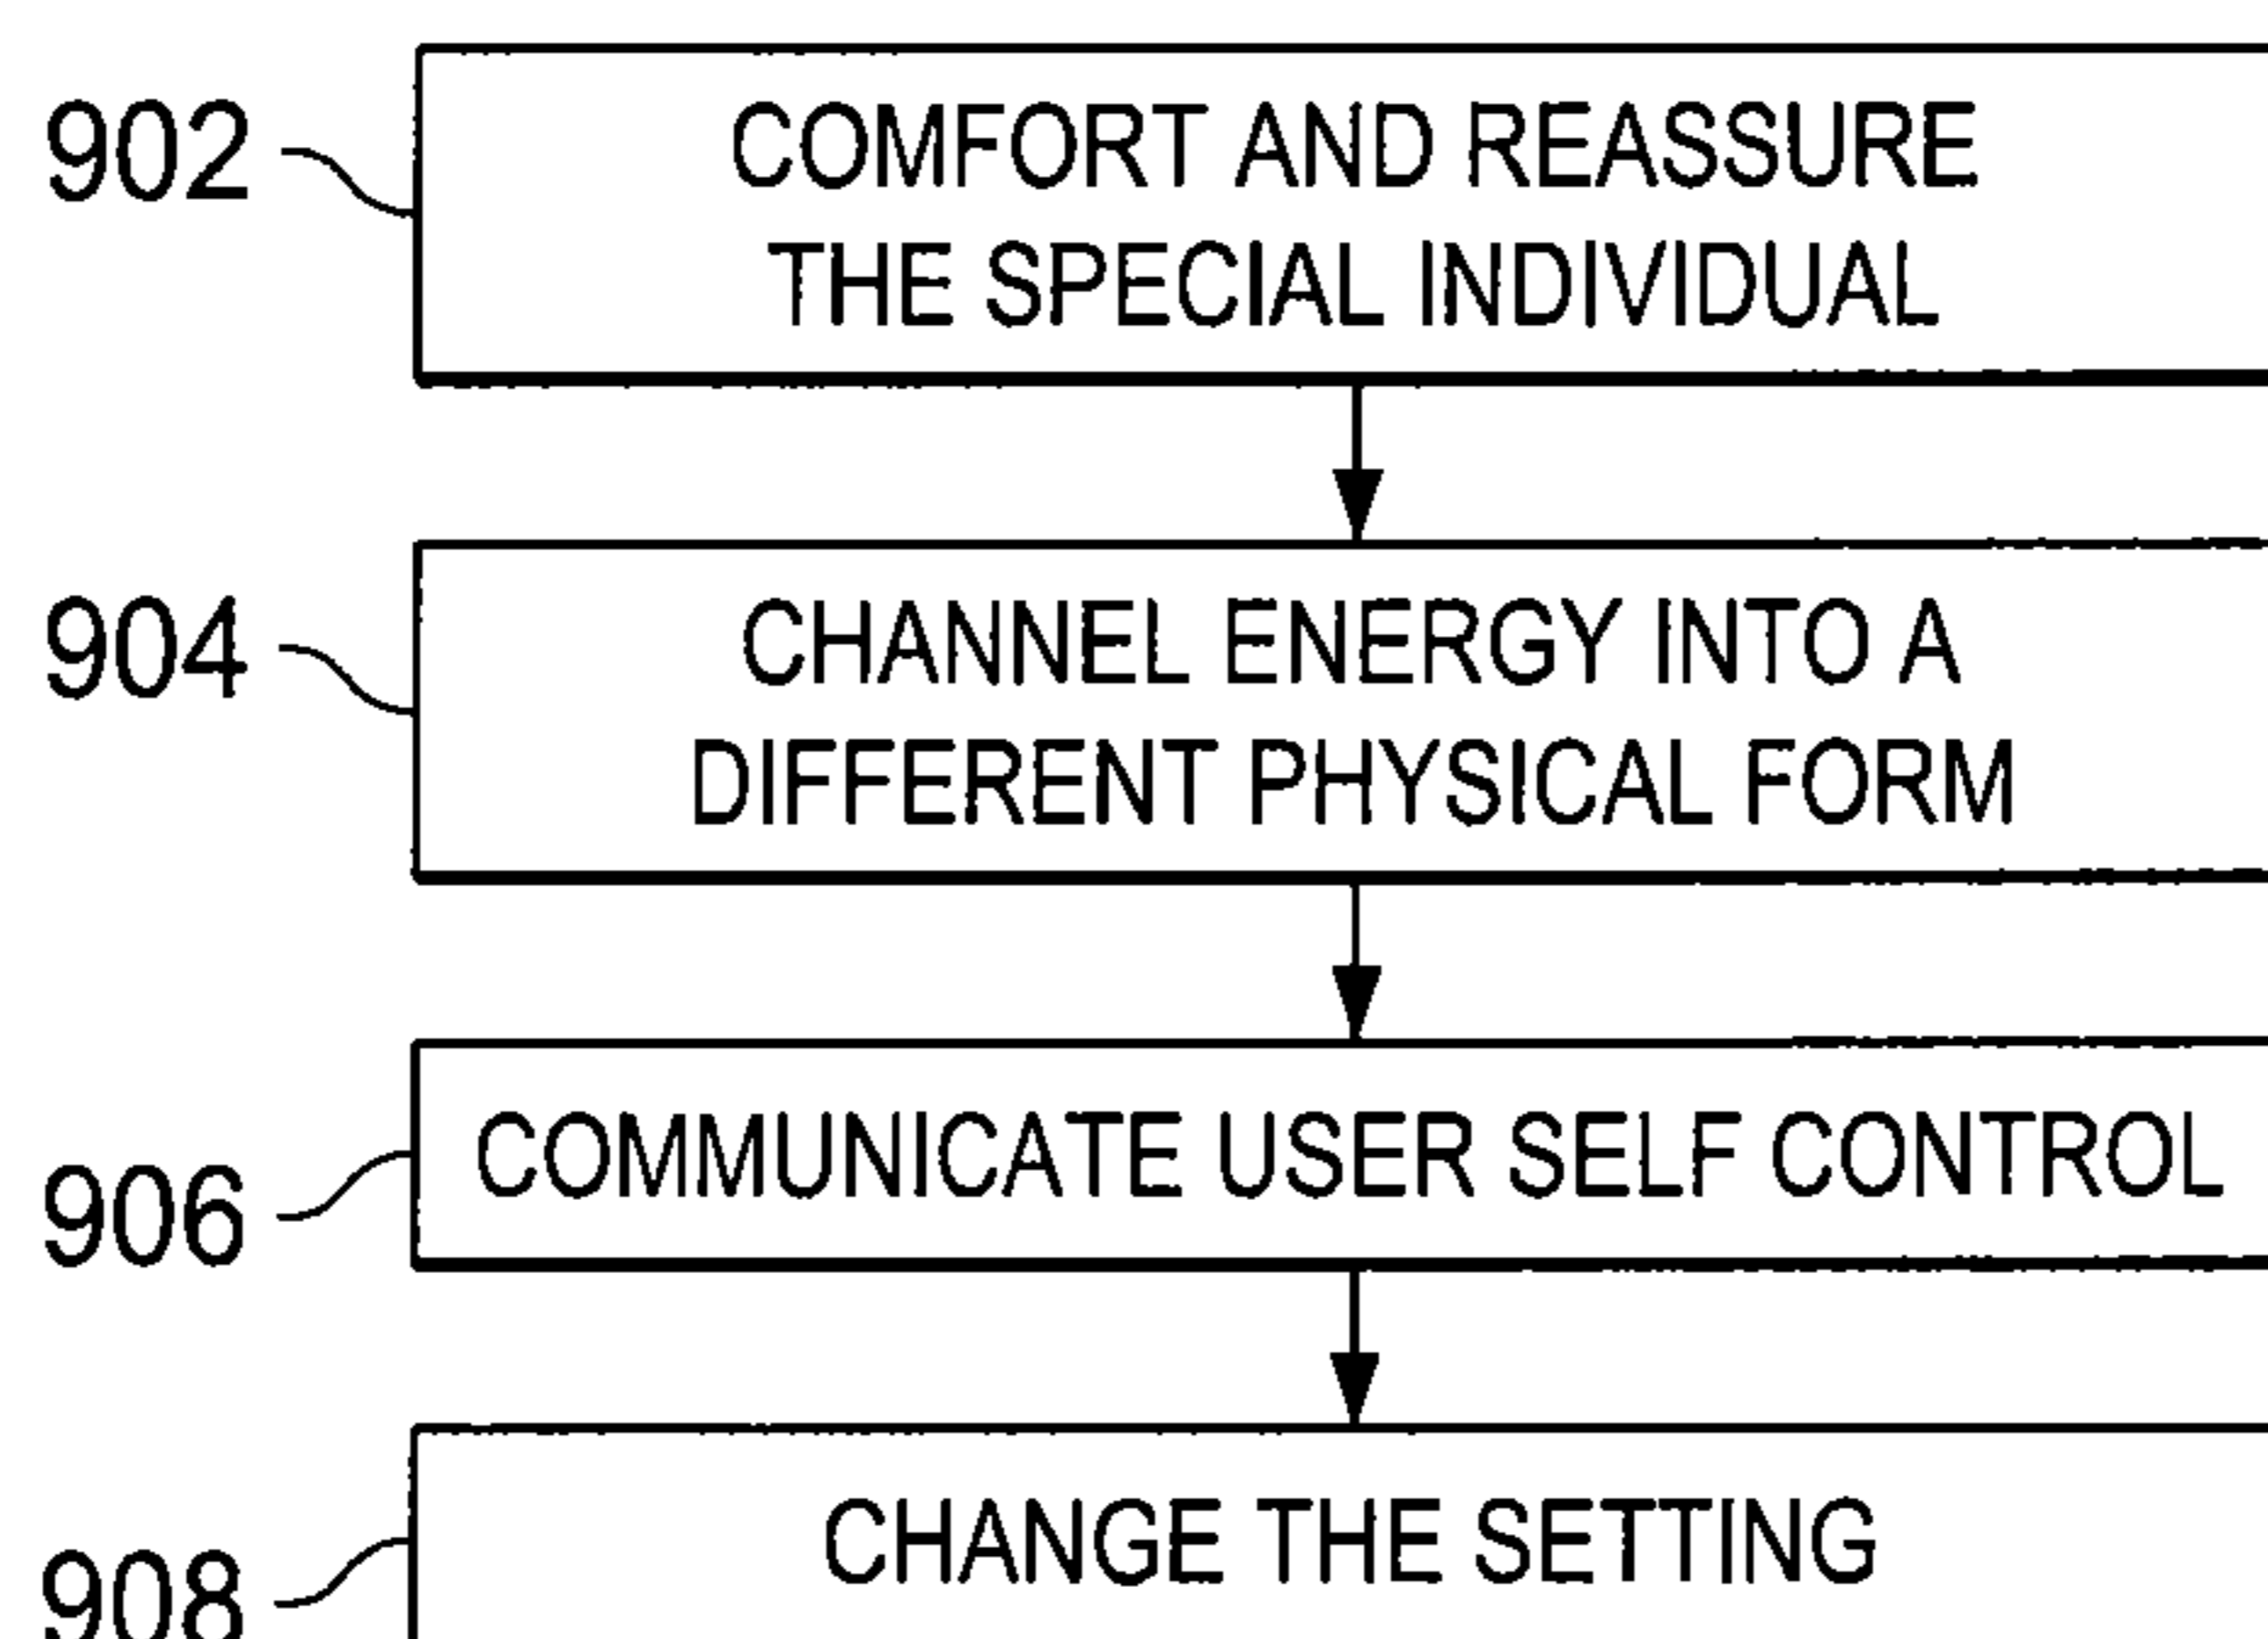 902
COMFORT AND REASSURE
THE SPECIAL INDIVIDUAL
904
CHANNEL ENERGY INTO A
DIFFERENT PHYSICAL FORM
906
COMMUNICATE USER SELF CONTROL
908
CHANGE THE SETTING